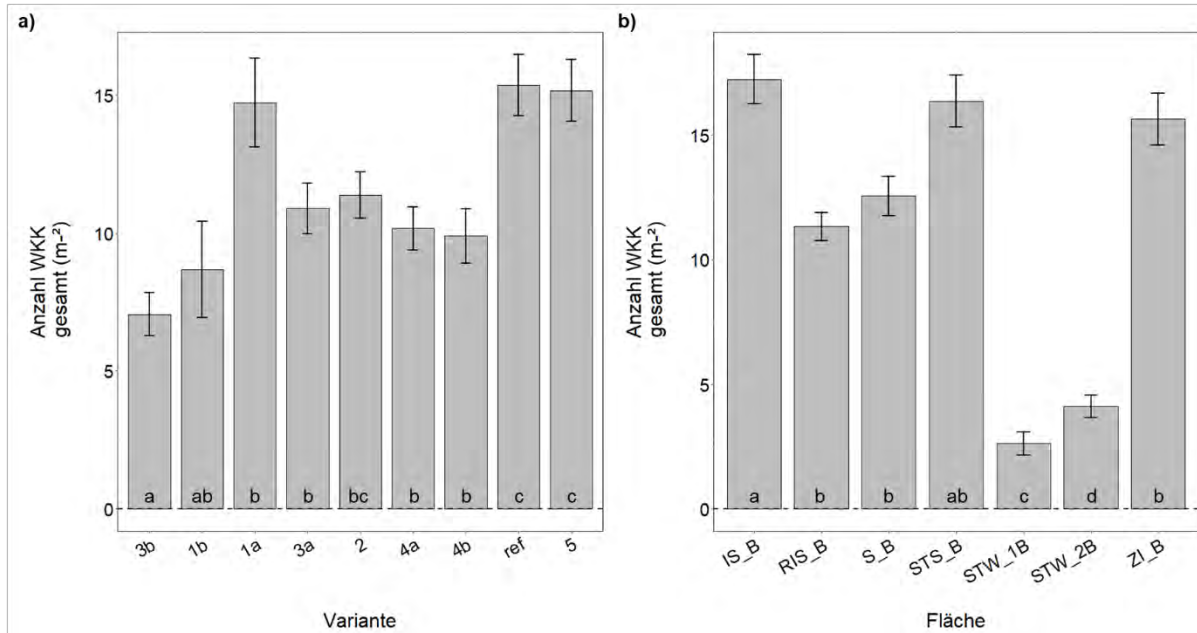 a)
Anzahl WKK
gesamt (m-²)
15
10
5
0
a ab b b bc b b c c
3b 1b 1a 3a 2 4a 4b ref 5
Variante
b)
Anzahl WKK
gesamt (m-²)
15
10
5
0
a b b ab c d b
IS_B RIS_B S_B STS_B STW_1B STW_2B ZI_B
Fläche